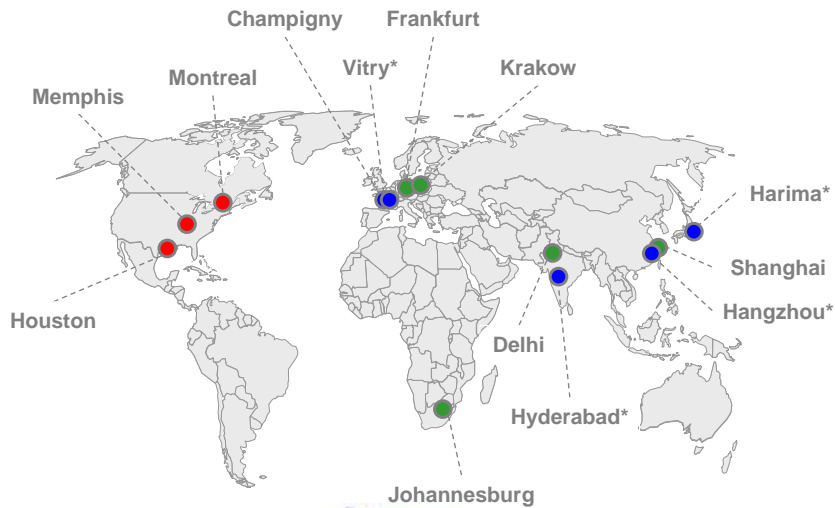 Champigny
Frankfurt
Vitry*
Krakow
Montreal
Memphis
Harima*
Shanghai
Hangzhou*
Houston
Delhi
Hyderabad*
Johannesburg